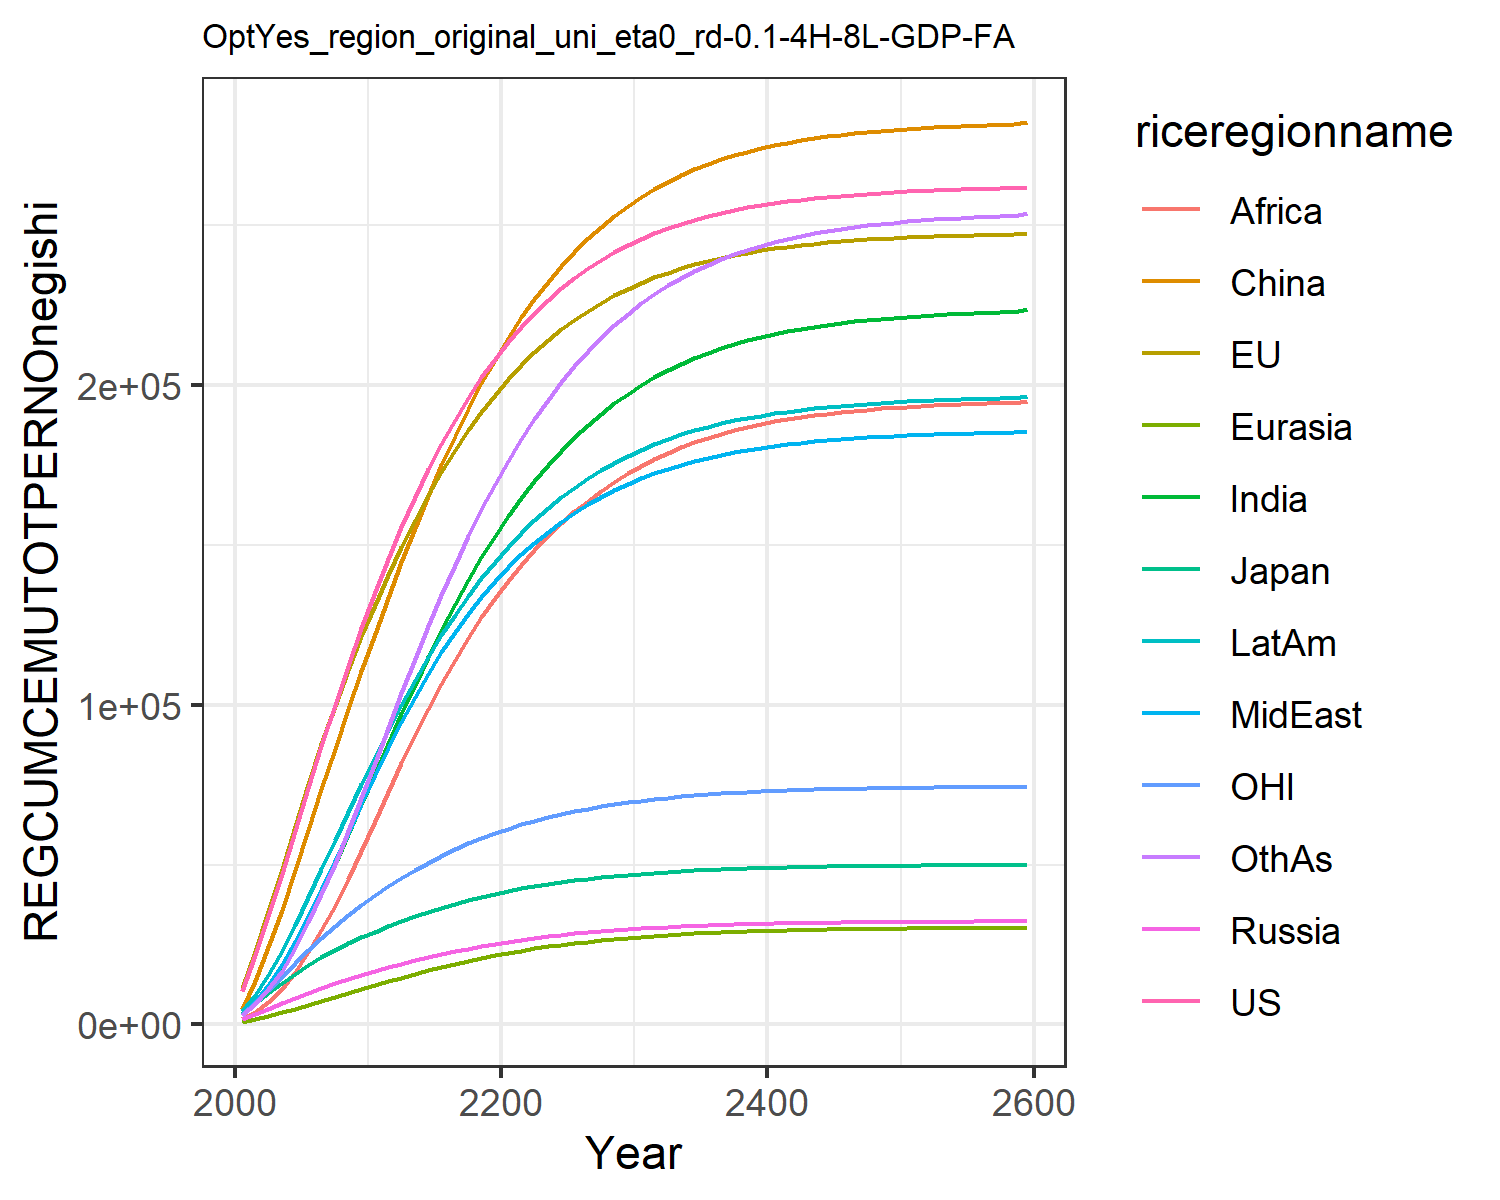 OptYes_region_original_uni_eta0_rd-0.1-4H-8L-GDP-FA
REGCUMCEMUTOTPERNOnegishi
2e+05
1e+05
0e+00
2000
2200
2400
2600
Year
riceregionname
Africa
China
EU
Eurasia
India
Japan
LatAm
MidEast
OHI
OthAs
Russia
US